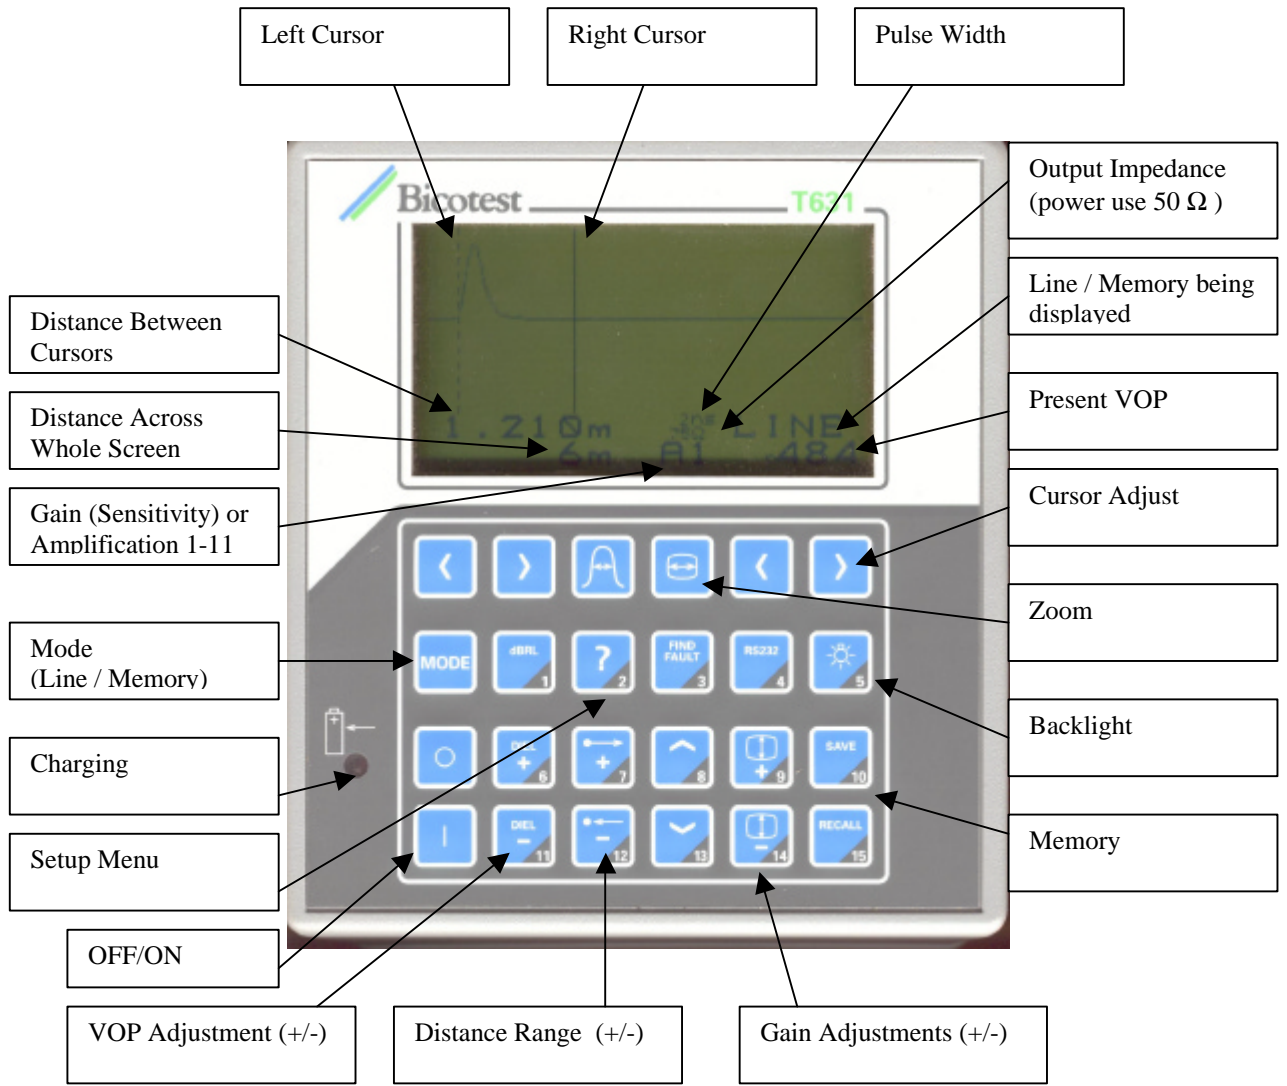 Left Cursor
Right Cursor
Pulse Width
Output Impedance
(power use 50 Ω )
Line / Memory being
displayed
Present VOP
Cursor Adjust
Zoom
Backlight
Memory
Distance Between
Cursors
Distance Across
Whole Screen
Gain (Sensitivity) or
Amplification 1-11
Mode
(Line / Memory)
Charging
Setup Menu
OFF/ON
VOP Adjustment (+/-)
Distance Range (+/-)
Gain Adjustments (+/-)
Bicotest
T631
1.210m
LINE
6m
A1
.484
MODE
dBRL
1
?
2
FIND
FAULT
3
RS232
4
5
DIEL
+
6
+
7
8
+
9
SAVE
10
DIEL
-
11
-
12
13
-
14
RECALL
15